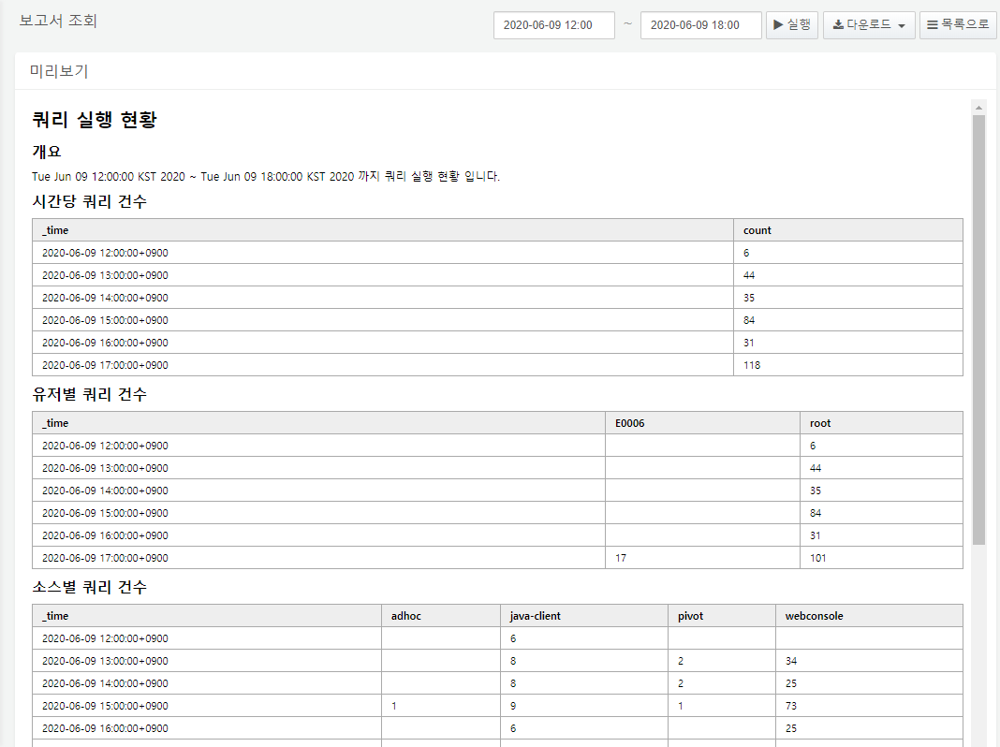 보고서 조회
2020-06-09 12:00 ~ 2020-06-09 18:00 실행 다운로드 목록으로
미리보기
쿼리 실행 현황
개요
Tue Jun 09 12:00:00 KST 2020 ~ Tue Jun 09 18:00:00 KST 2020 까지 쿼리 실행 현황 입니다.
시간당 쿼리 건수
_time count
2020-06-09 12:00:00+0900 6
2020-06-09 13:00:00+0900 44
2020-06-09 14:00:00+0900 35
2020-06-09 15:00:00+0900 84
2020-06-09 16:00:00+0900 31
2020-06-09 17:00:00+0900 118
유저별 쿼리 건수
_time E0006 root
2020-06-09 12:00:00+0900 6
2020-06-09 13:00:00+0900 44
2020-06-09 14:00:00+0900 35
2020-06-09 15:00:00+0900 84
2020-06-09 16:00:00+0900 31
2020-06-09 17:00:00+0900 17 101
소스별 쿼리 건수
_time adhoc java-client pivot webconsole
2020-06-09 12:00:00+0900 6
2020-06-09 13:00:00+0900 8 2 34
2020-06-09 14:00:00+0900 8 2 25
2020-06-09 15:00:00+0900 1 9 1 73
2020-06-09 16:00:00+0900 6 25